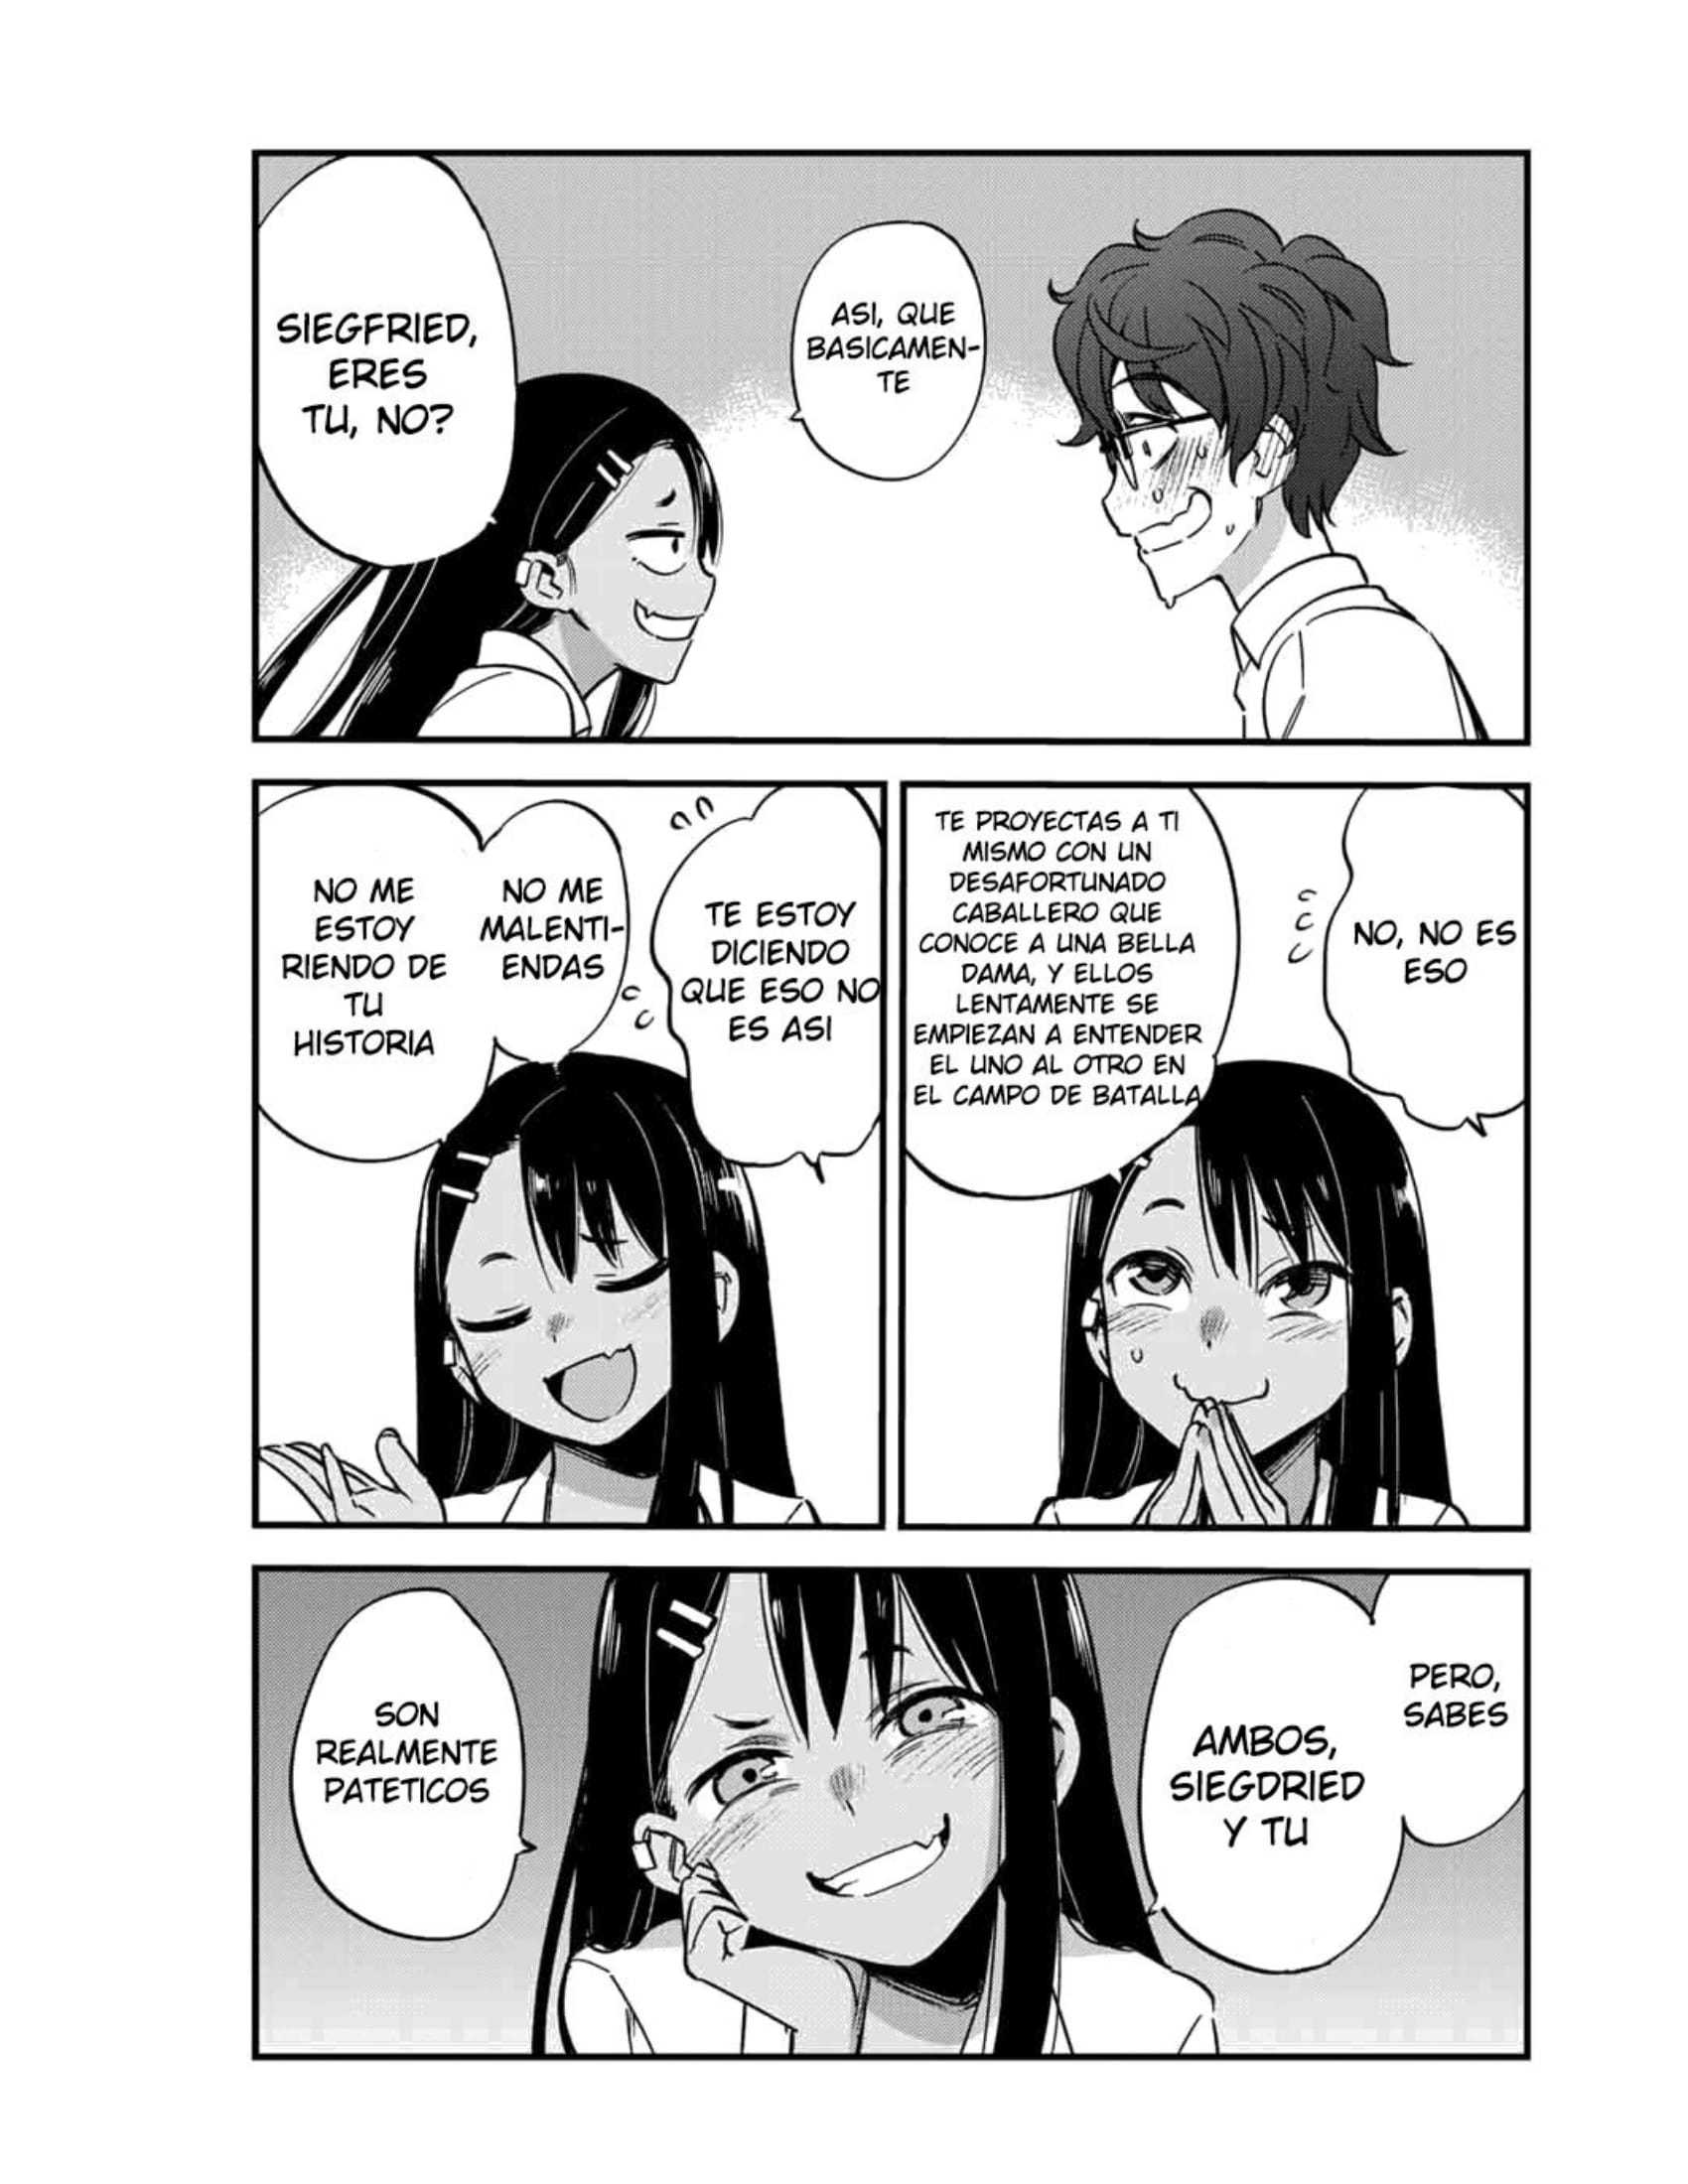 ASI, QUE
BASICAMEN-
TE
SIEGFRIED,
ERES
TU, NO?
NO, NO ES
ESO
TE PROYECTAS A TI
MISMO CON UN
DESAFORTUNADO
CABALLERO QUE
CONOCE A UNA BELLA
DAMA, Y ELLOS
LENTAMENTE SE
EMPIEZAN A ENTENDER
EL UNO AL OTRO EN
EL CAMPO DE BATALLA
TE ESTOY
DICIENDO
QUE ESO NO
ES ASI
NO ME
MALENTI-
ENDAS
NO ME
ESTOY
RIENDO DE
TU
HISTORIA
PERO,
SABES
AMBOS,
SIEGDRIED
Y TU
SON
REALMENTE
PATETICOS